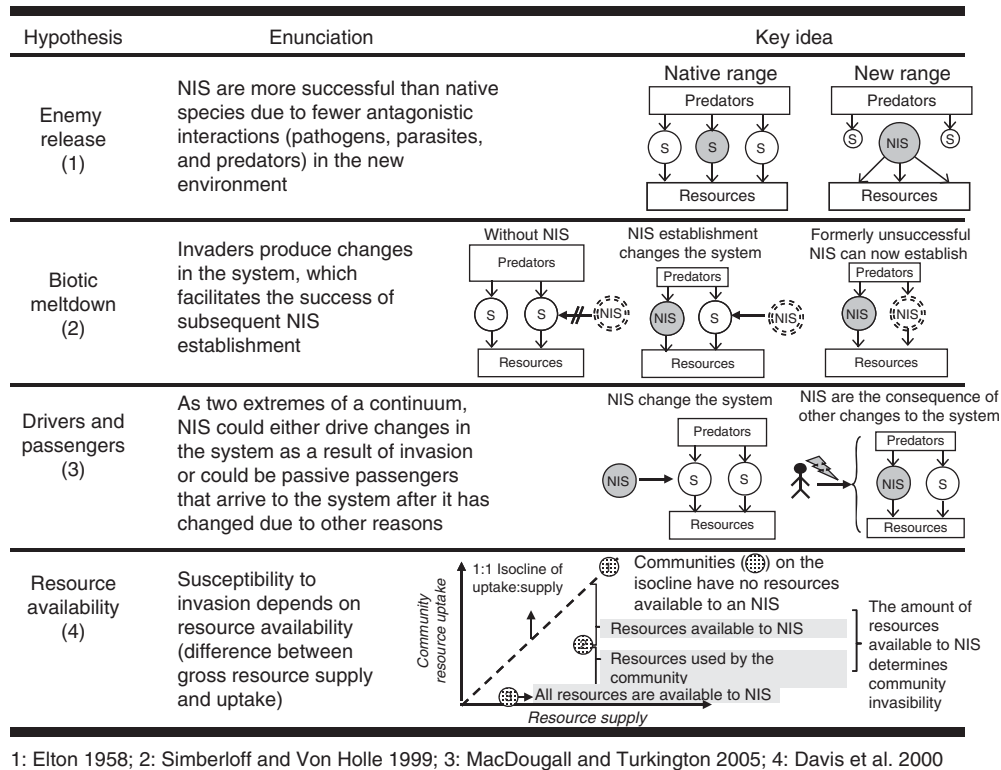 Hypothesis Enunciation Key idea
Enemy
release
(1)
NIS are more successful than native
species due to fewer antagonistic
interactions (pathogens, parasites,
and predators) in the new
environment
Native range
Predators
S S S
Resources
New range
Predators
S NIS S
Resources
Biotic
meltdown
(2)
Invaders produce changes
in the system, which
facilitates the success of
subsequent NIS
establishment
Without NIS
Predators
S S NIS
Resources
NIS establishment
changes the system
Predators
NIS S NIS
Resources
Formerly unsuccessful
NIS can now establish
Predators
NIS NIS
Resources
Drivers and
passengers
(3)
As two extremes of a continuum,
NIS could either drive changes in
the system as a result of invasion
or could be passive passengers
that arrive to the system after it has
changed due to other reasons
NIS change the system
Predators
NIS S S
Resources
NIS are the consequence of
other changes to the system
Predators
NIS S
Resources
Resource
availability
(4)
Susceptibility to
invasion depends on
resource availability
(difference between
gross resource supply
and uptake)
Community
resource uptake
1:1 Isocline of
uptake:supply
Communities ( ) on the
isocline have no resources
available to an NIS
Resources available to NIS
Resources used by the
community
All resources are available to NIS
Resource supply
The amount of
resources
available to NIS
determines
community
invasibility
1: Elton 1958; 2: Simberloff and Von Holle 1999; 3: MacDougall and Turkington 2005; 4: Davis et al. 2000